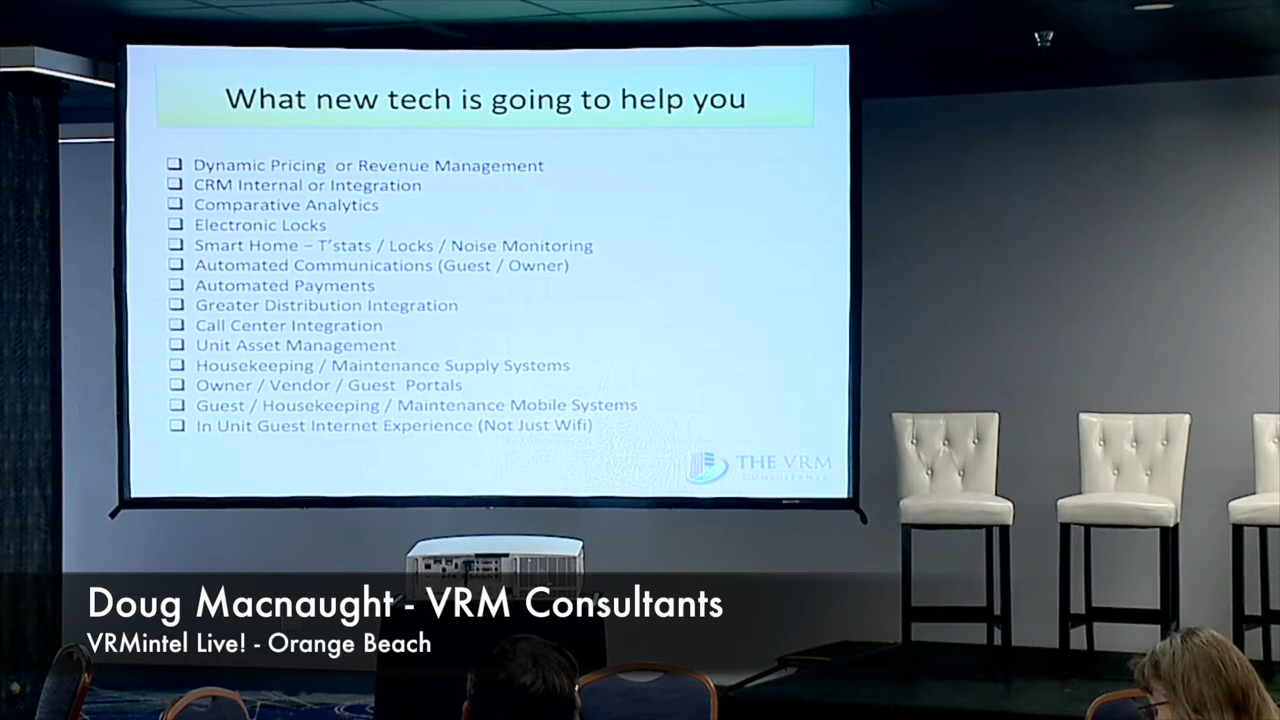 What new tech is going to help you
Dynamic Pricing or Revenue Management
CRM Internal or Integration
Comparative Analytics
Electronic Locks
Smart Home – T'stats / Locks / Noise Monitoring
Automated Communications (Guest / Owner)
Automated Payments
Greater Distribution Integration
Call Center Integration
Unit Asset Management
Housekeeping / Maintenance Supply Systems
Owner / Vendor / Guest Portals
Guest / Housekeeping / Maintenance Mobile Systems
In Unit Guest Internet Experience (Not Just Wifi)
THE VRM
CONSULTANTS
Doug Macnaught - VRM Consultants
VRMintel Live! - Orange Beach